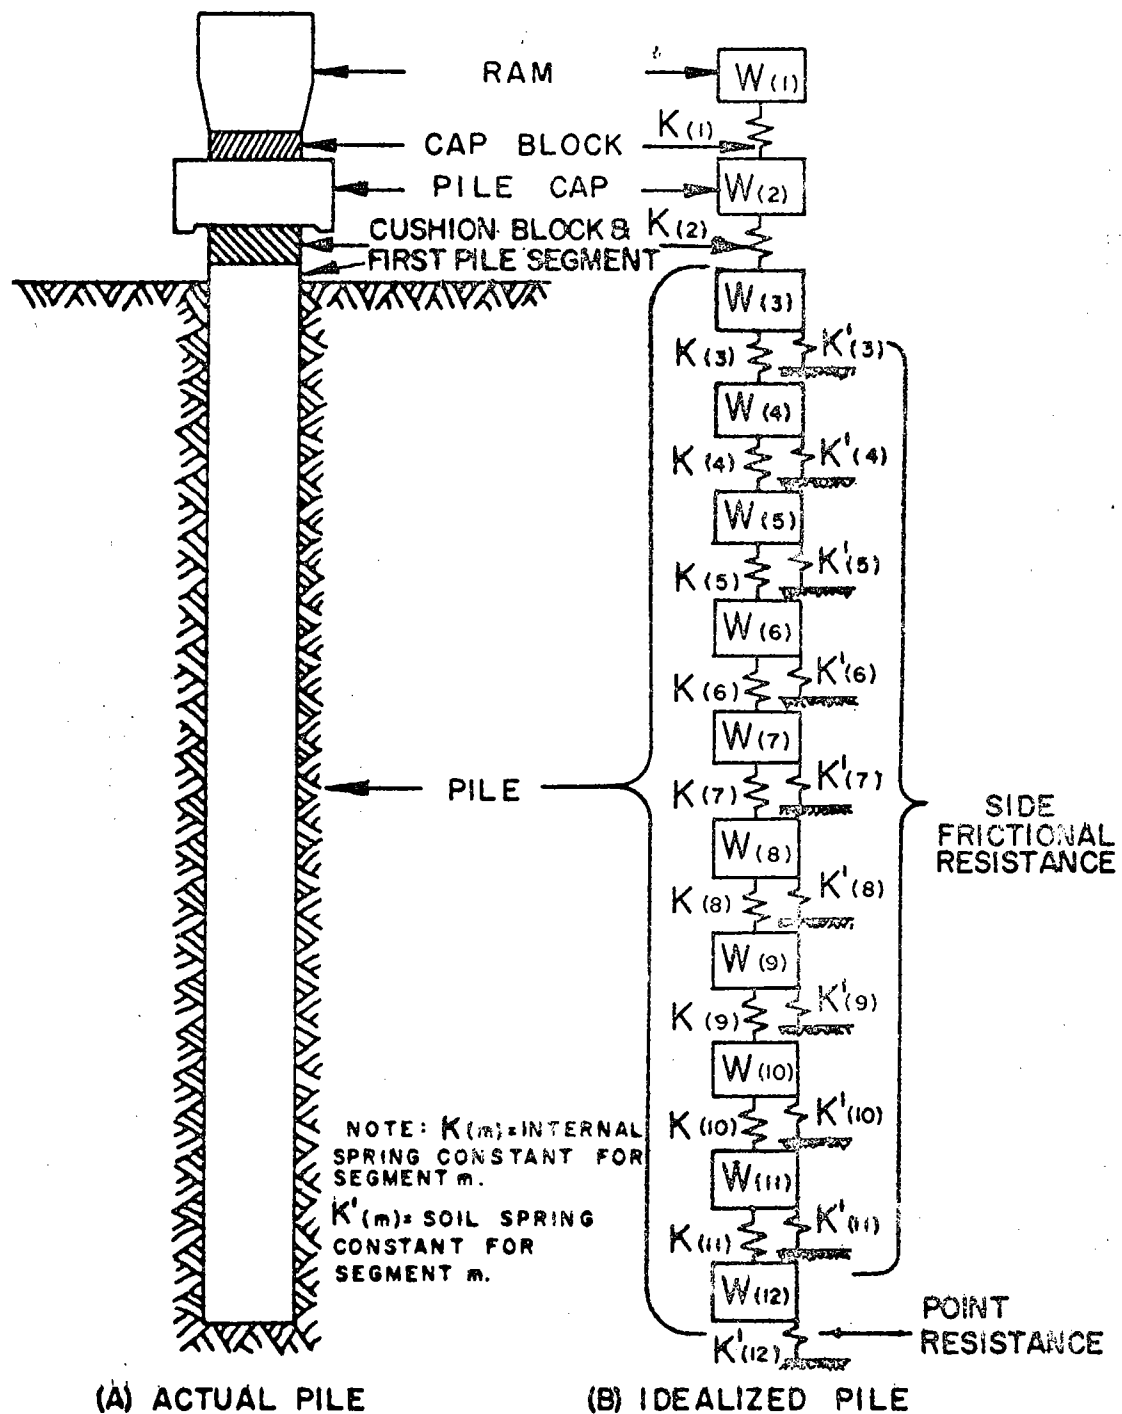 RAM
W(1)
K(1)
CAP BLOCK
PILE CAP
W(2)
CUSHION BLOCK &
FIRST PILE SEGMENT
K(2)
W(3)
K(3)
K'(3)
W(4)
K(4)
K'(4)
W(5)
K(5)
K'(5)
W(6)
K(6)
K'(6)
W(7)
K(7)
K'(7)
PILE
SIDE
FRICTIONAL
RESISTANCE
W(8)
K(8)
K'(8)
W(9)
K(9)
K'(9)
W(10)
K(10)
K'(10)
W(11)
K(11)
K'(11)
W(12)
K'(12)
NOTE: K(m)=INTERNAL
SPRING CONSTANT FOR
SEGMENT m.
K'(m)= SOIL SPRING
CONSTANT FOR
SEGMENT m.
POINT
RESISTANCE
(A) ACTUAL PILE
(B) IDEALIZED PILE